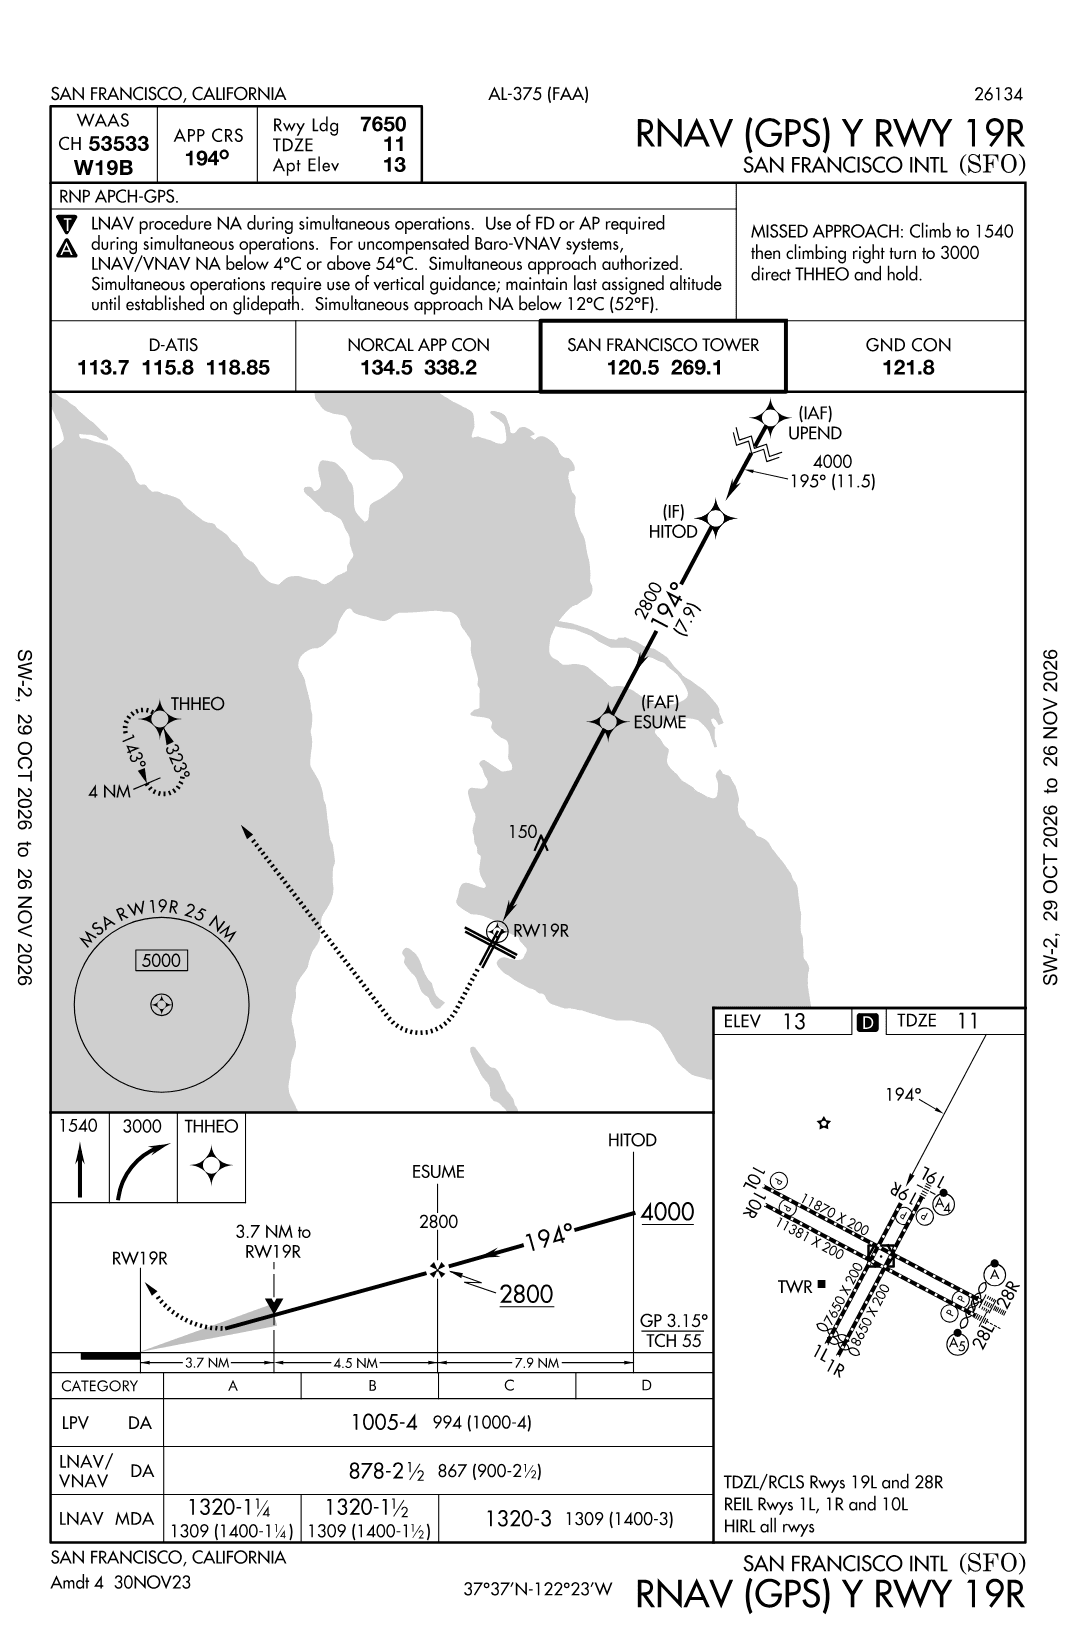 SAN FRANCISCO, CALIFORNIA
AL-375 (FAA)
26134
WAAS
CH 53533
W19B
APP CRS
194°
Rwy Ldg 7650
TDZE 11
Apt Elev 13
RNAV (GPS) Y RWY 19R
SAN FRANCISCO INTL (SFO)
RNP APCH-GPS.
T
A
LNAV procedure NA during simultaneous operations. Use of FD or AP required
during simultaneous operations. For uncompensated Baro-VNAV systems,
LNAV/VNAV NA below 4°C or above 54°C. Simultaneous approach authorized.
Simultaneous operations require use of vertical guidance; maintain last assigned altitude
until established on glidepath. Simultaneous approach NA below 12°C (52°F).
MISSED APPROACH: Climb to 1540
then climbing right turn to 3000
direct THHEO and hold.
D-ATIS
113.7 115.8 118.85
NORCAL APP CON
134.5 338.2
SAN FRANCISCO TOWER
120.5 269.1
GND CON
121.8
(IAF)
UPEND
4000
195° (11.5)
(IF)
HITOD
2800
194°
(7.9)
(FAF)
ESUME
THHEO
143°
323°
4 NM
150
RW19R
MSA RW19R 25 NM
5000
SW-2, 29 OCT 2026 to 26 NOV 2026
SW-2, 29 OCT 2026 to 26 NOV 2026
ELEV 13
D
TDZE 11
194°
19L
19R
10L
10R
P
P
P
P
A4
11870 X 200
11381 X 200
TWR
7650 X 200
8650 X 200
A
P
P
28R
28L
A5
1L
1R
TDZL/RCLS Rwys 19L and 28R
REIL Rwys 1L, 1R and 10L
HIRL all rwys
1540
3000
THHEO
HITOD
ESUME
4000
2800
194°
3.7 NM to
RW19R
RW19R
2800
GP 3.15°
TCH 55
3.7 NM
4.5 NM
7.9 NM
CATEGORY A B C D
LPV DA 1005-4 994 (1000-4)
LNAV/
VNAV DA 878-2½ 867 (900-2½)
LNAV MDA
1320-1¼
1309 (1400-1¼)
1320-1½
1309 (1400-1½)
1320-3 1309 (1400-3)
SAN FRANCISCO, CALIFORNIA
Amdt 4 30NOV23
37°37'N-122°23'W
SAN FRANCISCO INTL (SFO)
RNAV (GPS) Y RWY 19R